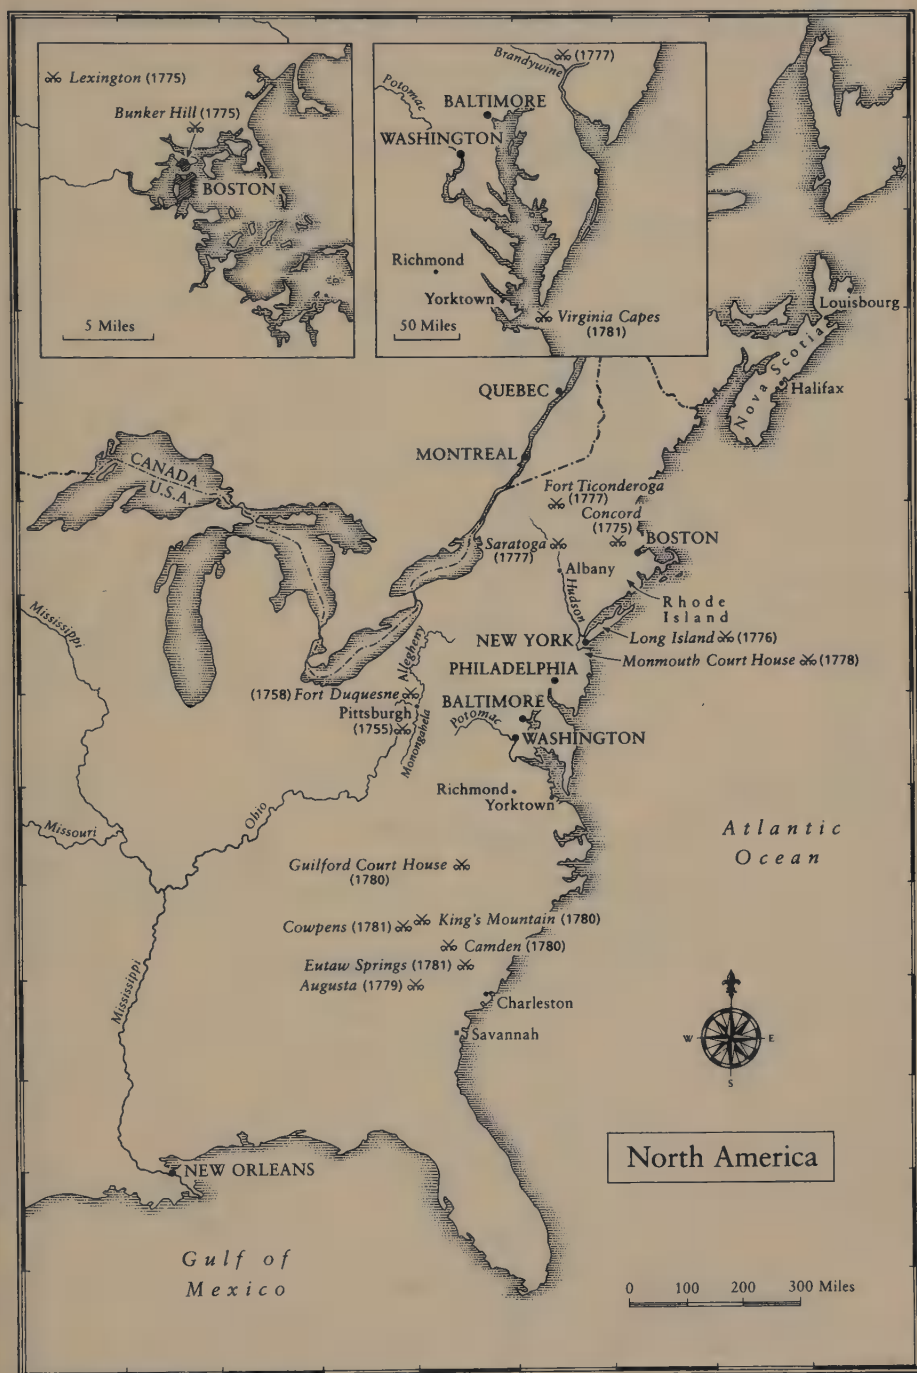 Lexington (1775)
Bunker Hill (1775)
BOSTON
5 Miles
Brandywine (1777)
Potomac
BALTIMORE
WASHINGTON
Richmond
Yorktown
Virginia Capes
(1781)
50 Miles
Louisbourg
Nova Scotia
Halifax
QUEBEC
MONTREAL
CANADA
U.S.A.
Fort Ticonderoga
(1777)
Concord
(1775)
BOSTON
Saratoga
(1777)
Albany
Hudson
Rhode
Island
Mississippi
NEW YORK
Long Island (1776)
Monmouth Court House (1778)
Allegheny
PHILADELPHIA
(1758) Fort Duquesne
Pittsburgh
(1755)
Monongahela
BALTIMORE
Potomac
WASHINGTON
Richmond
Yorktown
Ohio
Missouri
Atlantic
Ocean
Guilford Court House
(1780)
Cowpens (1781)
King's Mountain (1780)
Camden (1780)
Eutaw Springs (1781)
Augusta (1779)
Mississippi
Charleston
Savannah
W
E
S
NEW ORLEANS
North America
Gulf of
Mexico
0 100 200 300 Miles